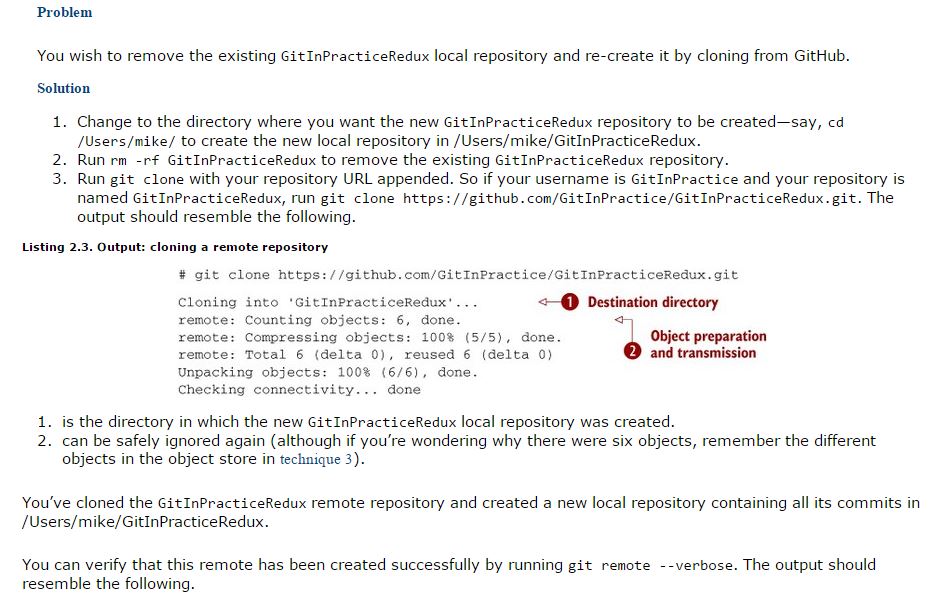 Problem
You wish to remove the existing GitInPracticeRedux local repository and re-create it by cloning from GitHub.
Solution
1. Change to the directory where you want the new GitInPracticeRedux repository to be created—say, cd
/Users/mike/ to create the new local repository in /Users/mike/GitInPracticeRedux.
2. Run rm -rf GitInPracticeRedux to remove the existing GitInPracticeRedux repository.
3. Run git clone with your repository URL appended. So if your username is GitInPractice and your repository is
named GitInPracticeRedux, run git clone https://github.com/GitInPractice/GitInPracticeRedux.git. The
output should resemble the following.
Listing 2.3. Output: cloning a remote repository
# git clone https://github.com/GitInPractice/GitInPracticeRedux.git
Cloning into 'GitInPracticeRedux'... 1 Destination directory
remote: Counting objects: 6, done.
remote: Compressing objects: 100% (5/5), done. Object preparation
remote: Total 6 (delta 0), reused 6 (delta 0) 2 and transmission
Unpacking objects: 100% (6/6), done.
Checking connectivity... done
1. is the directory in which the new GitInPracticeRedux local repository was created.
2. can be safely ignored again (although if you’re wondering why there were six objects, remember the different
objects in the object store in technique 3).
You’ve cloned the GitInPracticeRedux remote repository and created a new local repository containing all its commits in
/Users/mike/GitInPracticeRedux.
You can verify that this remote has been created successfully by running git remote --verbose. The output should
resemble the following.